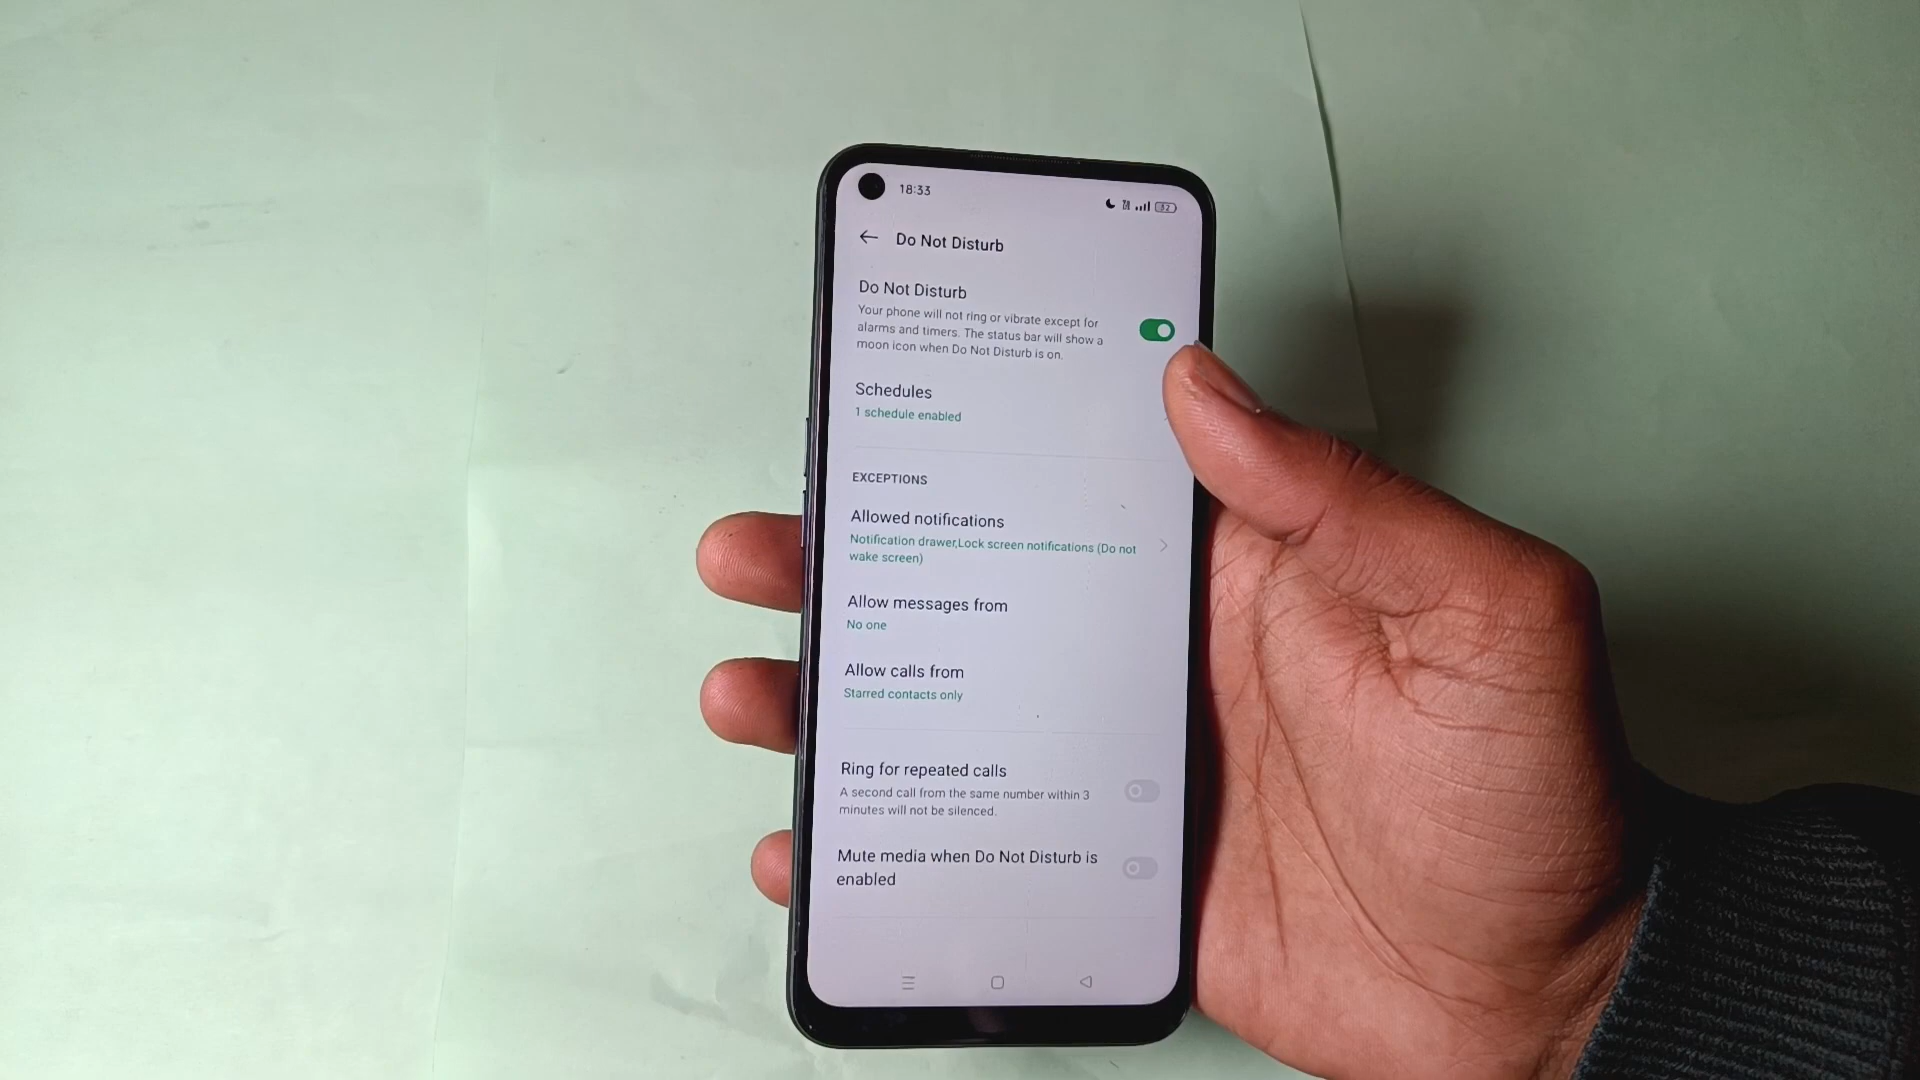 18:33
32
Do Not Disturb
Do Not Disturb
Your phone will not ring or vibrate except for
alarms and timers. The status bar will show a
moon icon when Do Not Disturb is on.
Schedules
1 schedule enabled
EXCEPTIONS
Allowed notifications
Notification drawer,Lock screen notifications (Do not
wake screen)
Allow messages from
No one
Allow calls from
Starred contacts only
Ring for repeated calls
A second call from the same number within 3
minutes will not be silenced.
Mute media when Do Not Disturb is
enabled